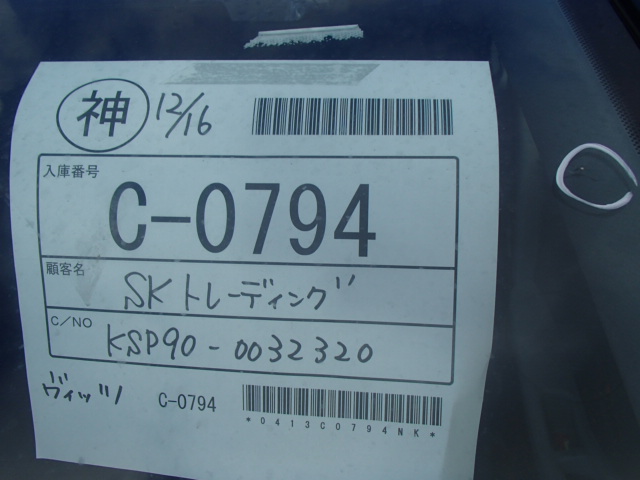 神 12/16
入庫番号
C-0794
顧客名
SKトレーディング
C/NO
KSP90-0032320
ヴィッツ
C-0794
*0413C0794NK*